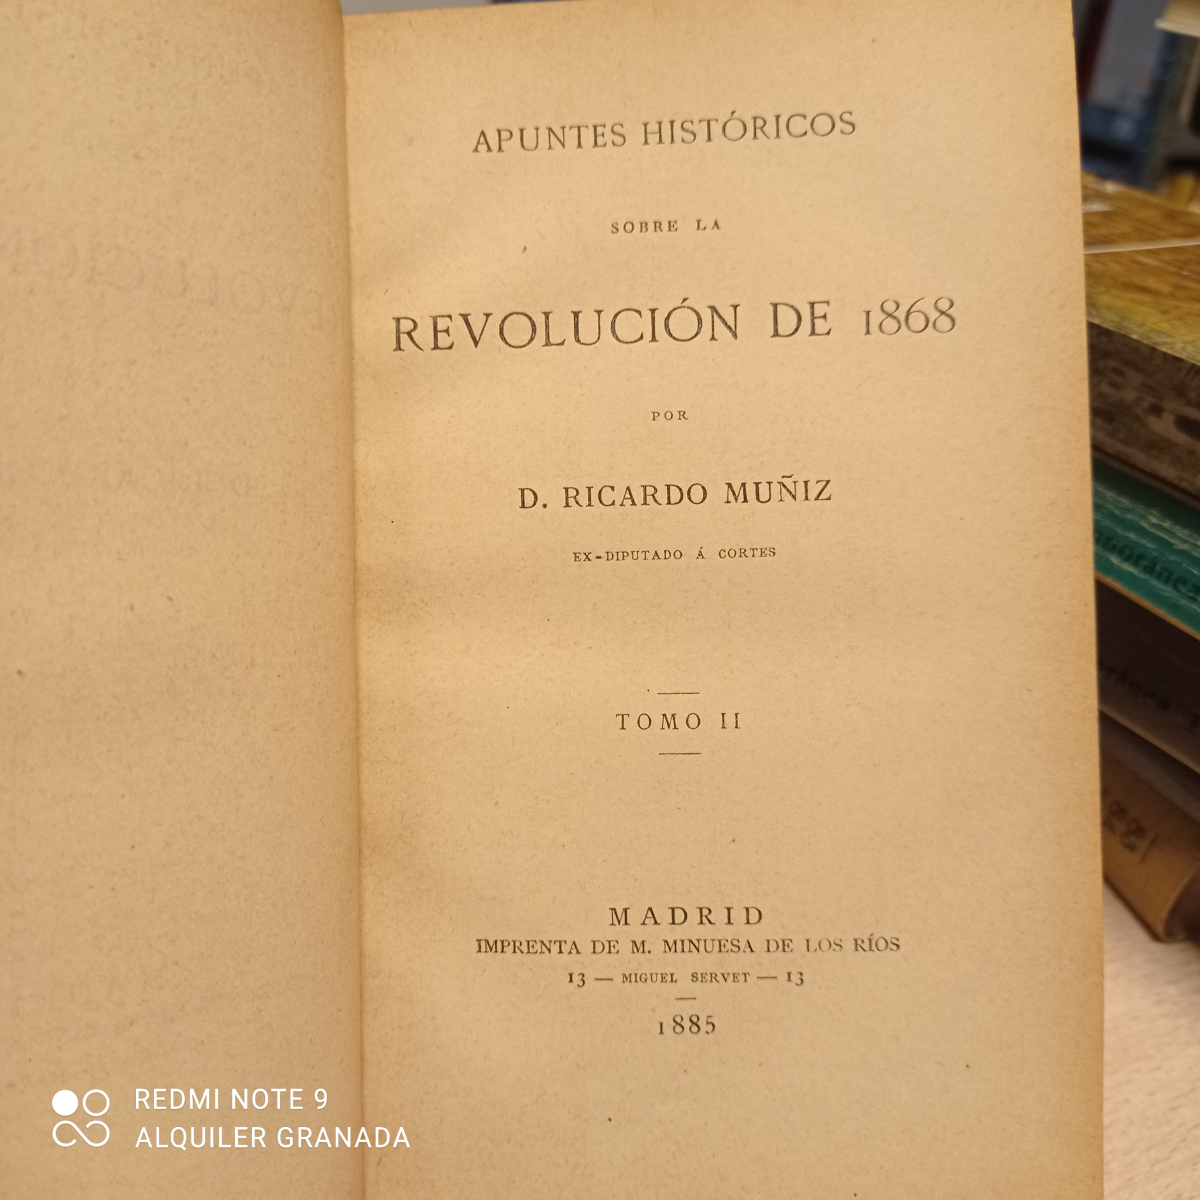 APUNTES HISTÓRICOS
SOBRE LA
REVOLUCIÓN DE 1868
POR
D. RICARDO MUÑIZ
EX-DIPUTADO Á CORTES
TOMO II
MADRID
IMPRENTA DE M. MINUESA DE LOS RÍOS
13 — MIGUEL SERVET — 13
1885
REDMI NOTE 9
ALQUILER GRANADA